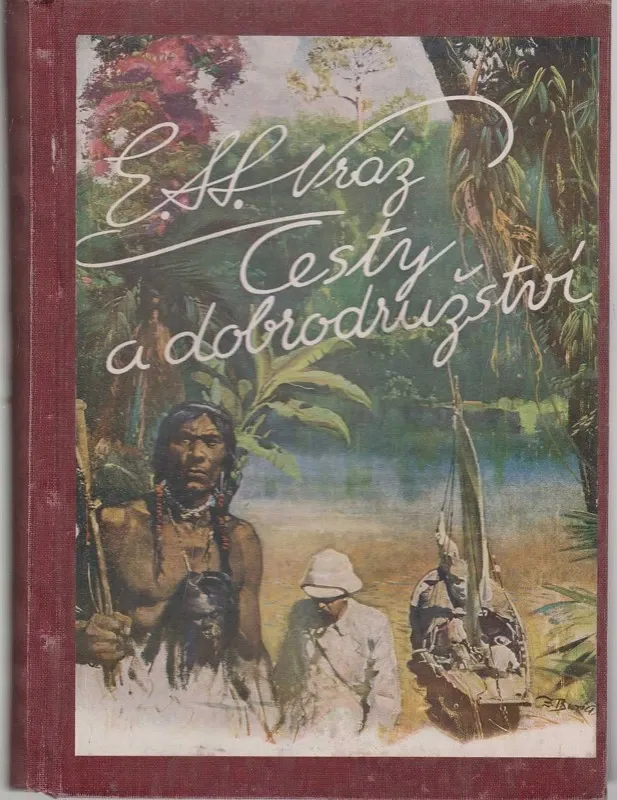 E. St. Vráz
Cesty
a dobrodružství